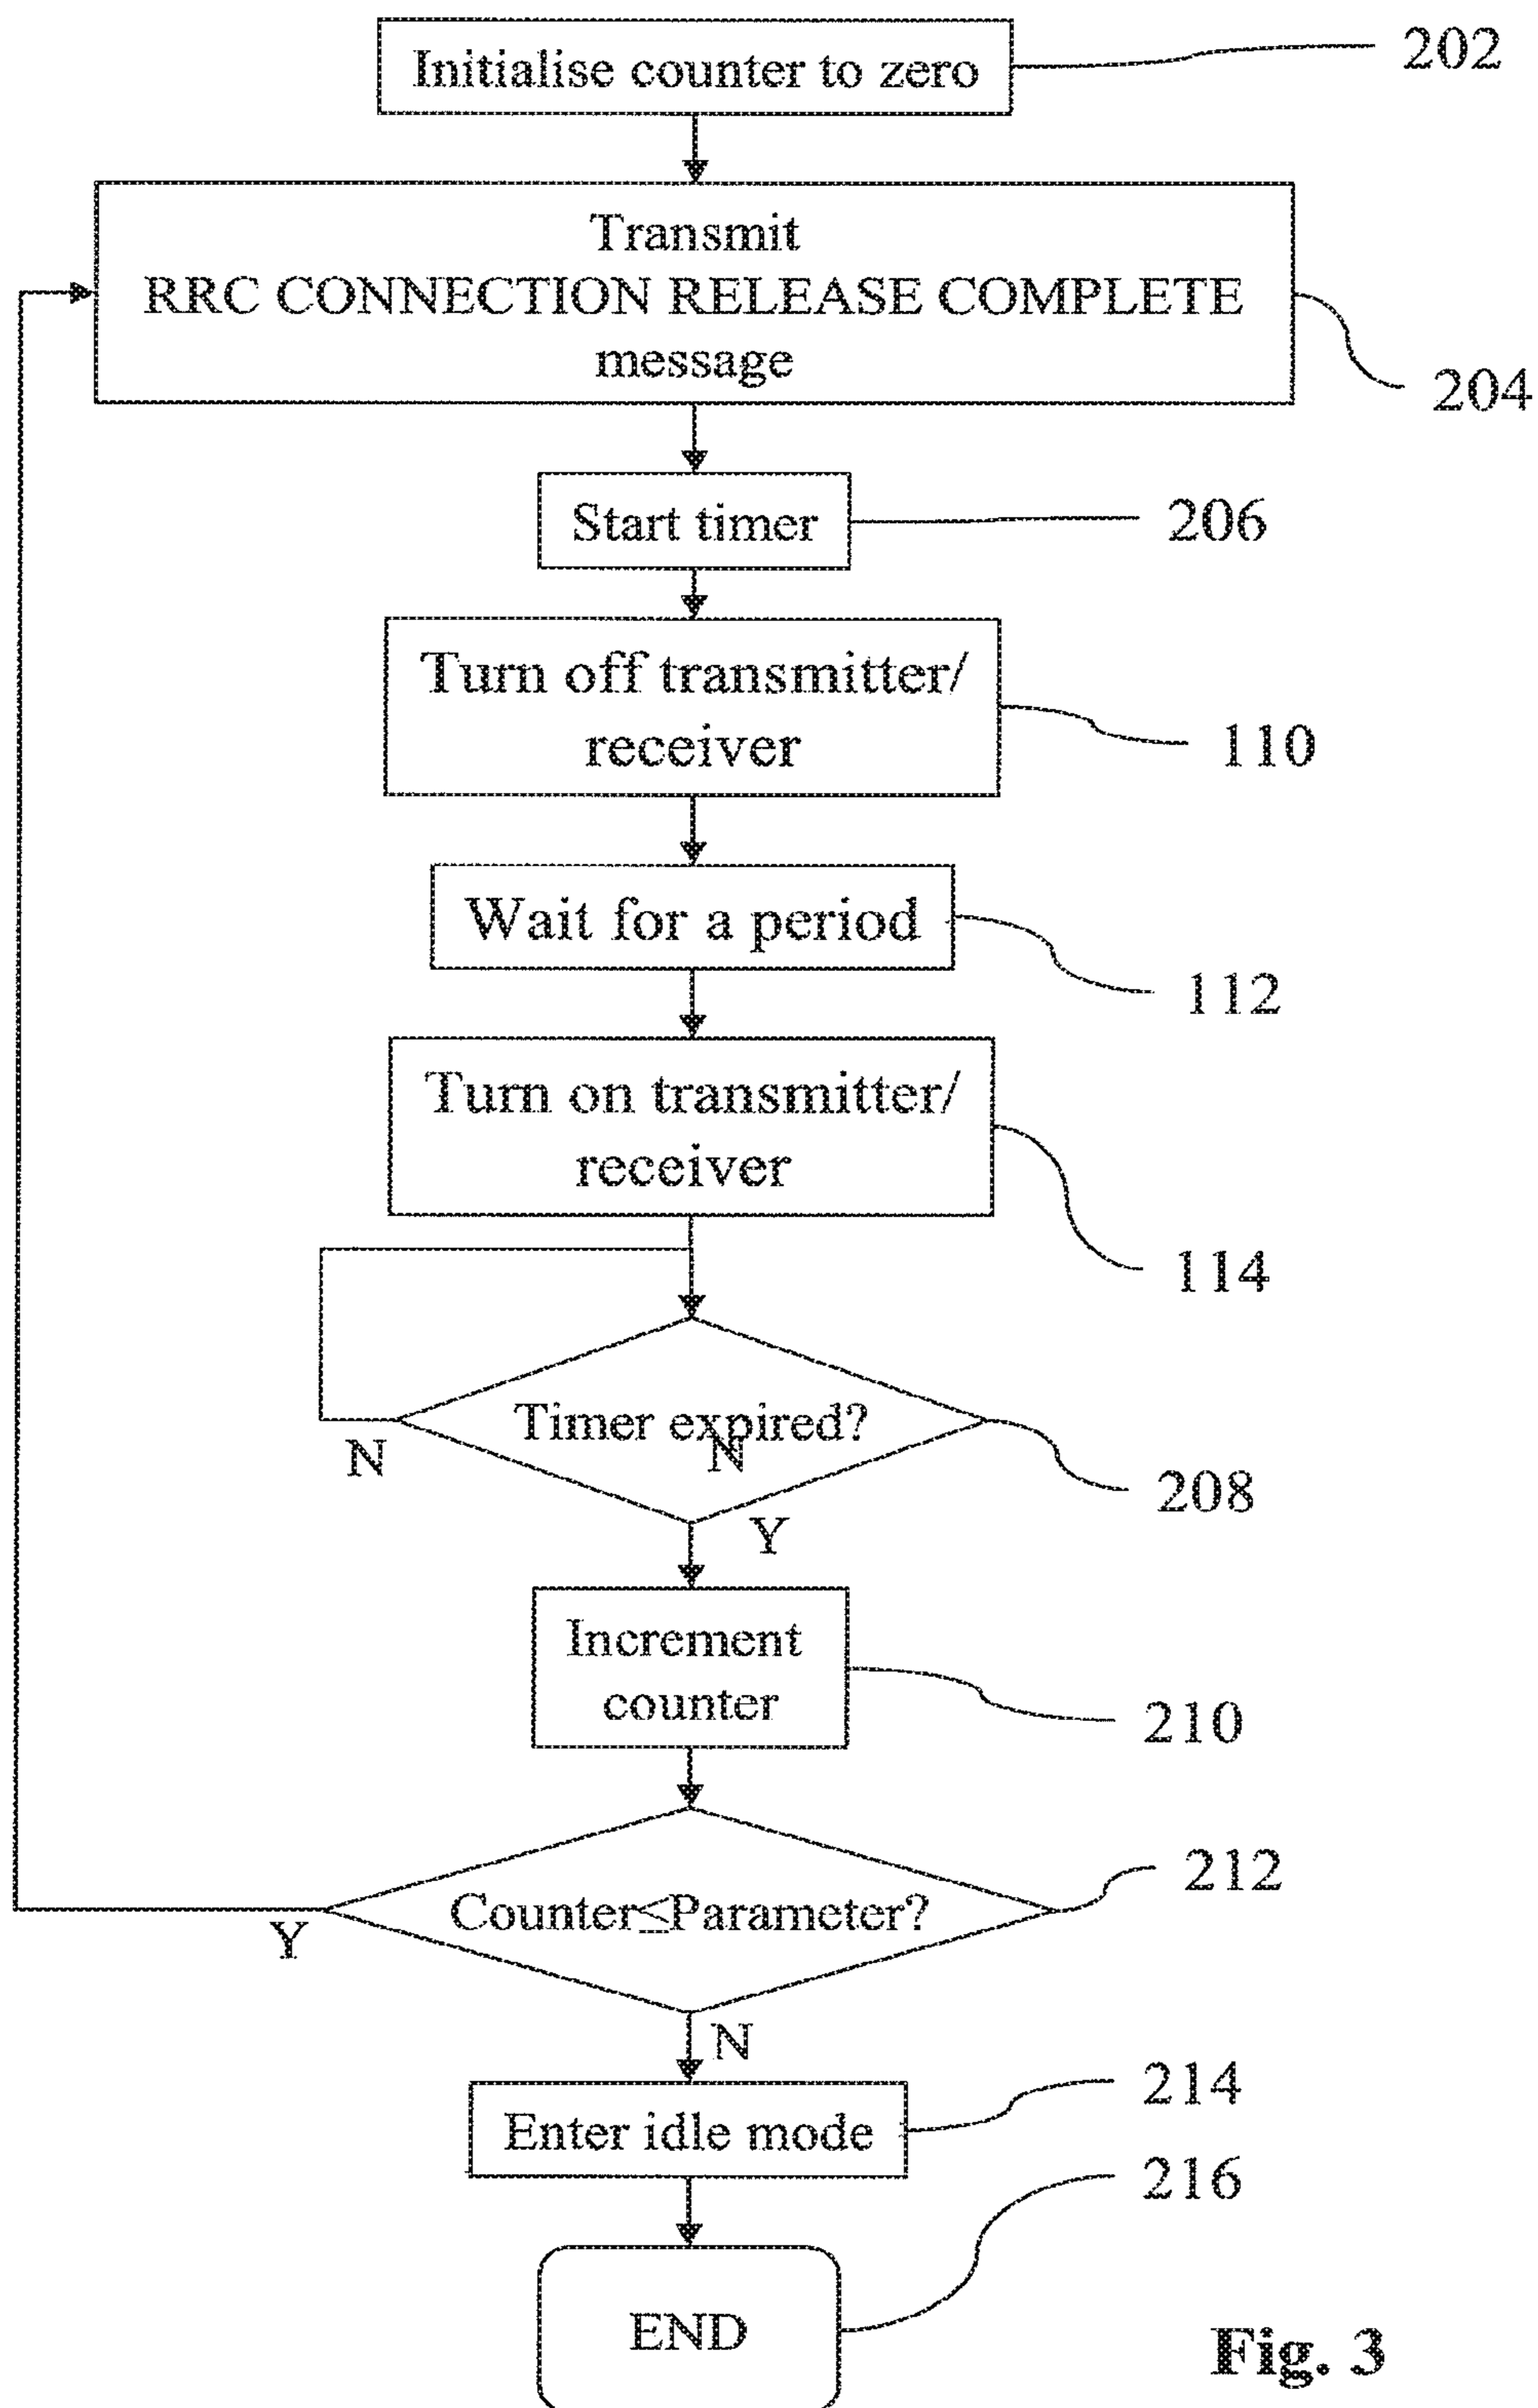 Initialise counter to zero
202
Transmit
RRC CONNECTION RELEASE COMPLETE
message
204
Start timer
206
Turn off transmitter/
receiver
110
Wait for a period
112
Turn on transmitter/
receiver
114
Timer expired?
N
N
208
Y
Increment
counter
210
Counter≤Parameter?
212
Y
N
Enter idle mode
214
216
END
Fig. 3